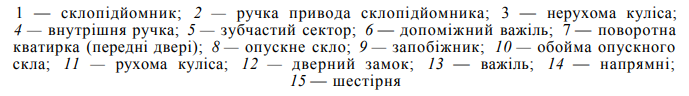 1 — склопідйомник; 2 — ручка привода склопідйомника; 3 — нерухома куліса;
4 — внутрішня ручка; 5 — зубчастий сектор; 6 — допоміжний важіль; 7 — поворотна
кватирка (передні двері); 8 — опускне скло; 9 — запобіжник; 10 — обойма опускного
скла; 11 — рухома куліса; 12 — дверний замок; 13 — важіль; 14 — напрямні;
15 — шестірня